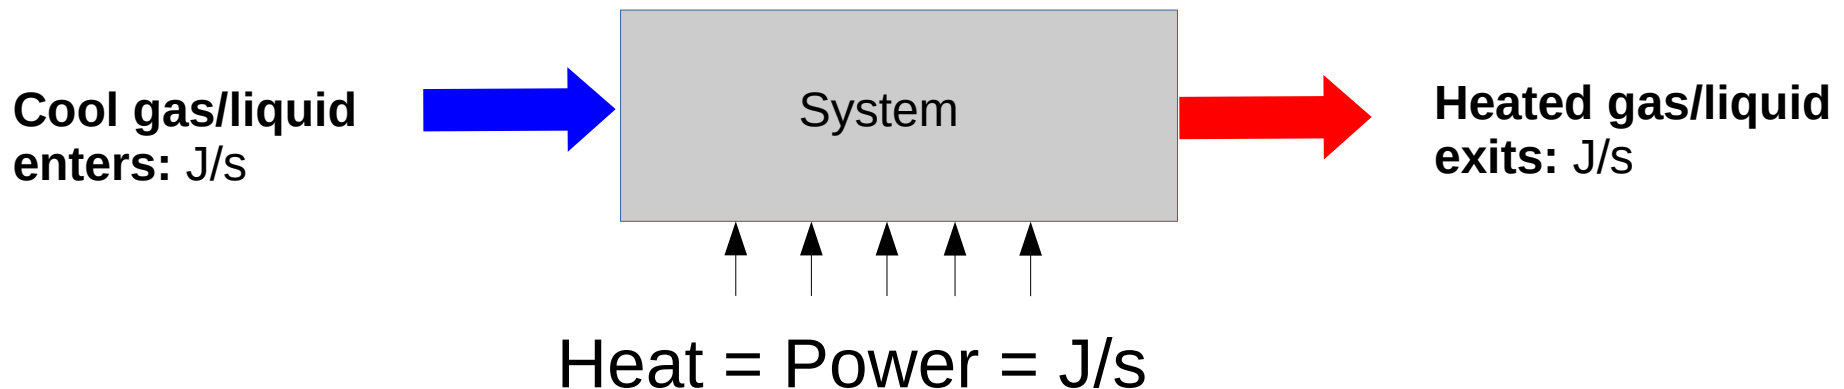 Cool gas/liquid
enters: J/s
System
Heated gas/liquid
exits: J/s
Heat = Power = J/s